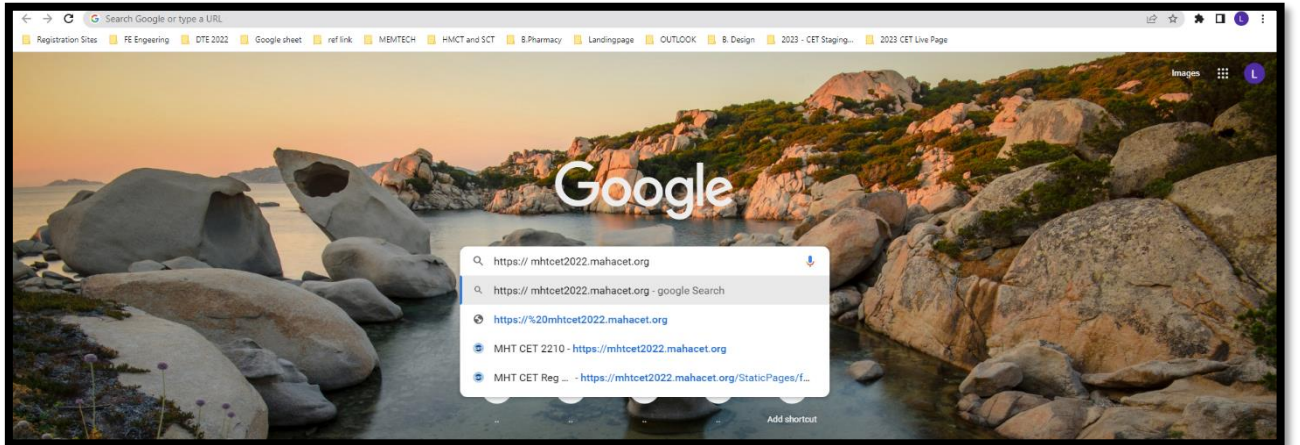 G Search Google or type a URL
Registration Sites FE Engeering DTE 2022 Google sheet ref link MEMTECH HMCT and SCT B.Pharmacy Landingpage OUTLOOK B. Design 2023 - CET Staging... 2023 CET Live Page
Images L
Google
https:// mhtcet2022.mahacet.org
https:// mhtcet2022.mahacet.org - google Search
https://%20mhtcet2022.mahacet.org
MHT CET 2210 - https://mhtcet2022.mahacet.org
MHT CET Reg ... - https://mhtcet2022.mahacet.org/StaticPages/f...
.. .. .. .. Add shortcut